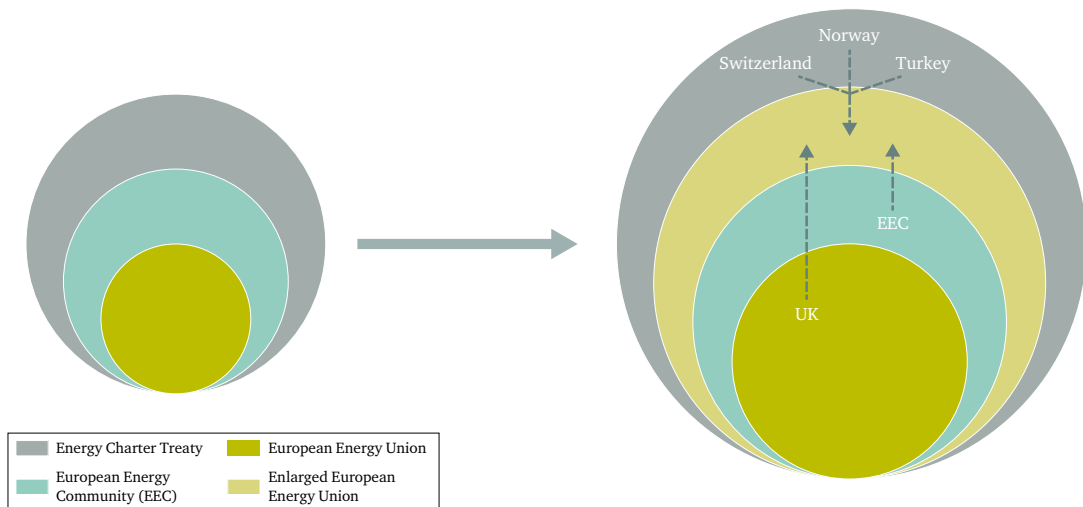 Norway
Switzerland
Turkey
EEC
UK
Energy Charter Treaty
European Energy Union
European Energy
Community (EEC)
Enlarged European
Energy Union